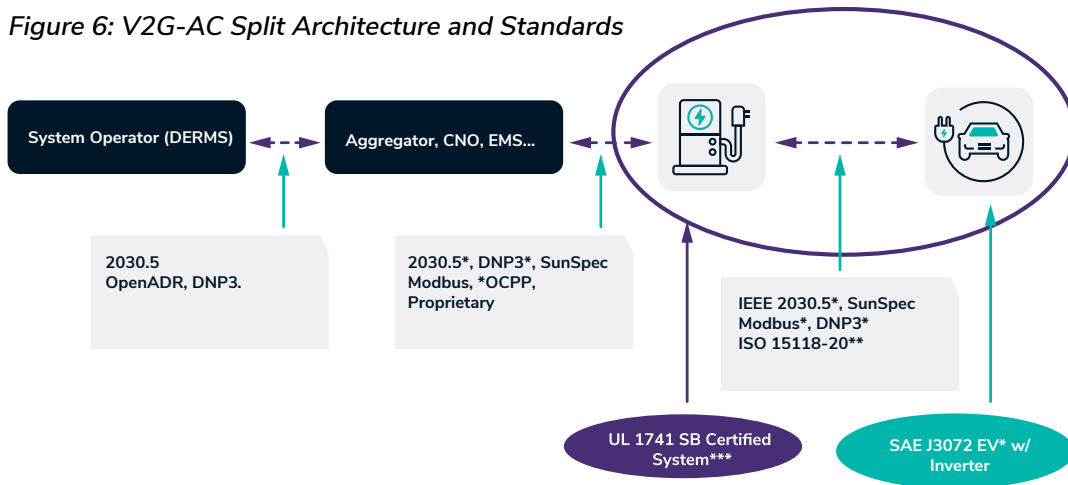 Figure 6: V2G-AC Split Architecture and Standards
System Operator (DERMS)
Aggregator, CNO, EMS...
2030.5
OpenADR, DNP3.
2030.5*, DNP3*, SunSpec
Modbus, *OCPP,
Proprietary
IEEE 2030.5*, SunSpec
Modbus*, DNP3*
ISO 15118-20**
UL 1741 SB Certified
System***
SAE J3072 EV* w/
Inverter